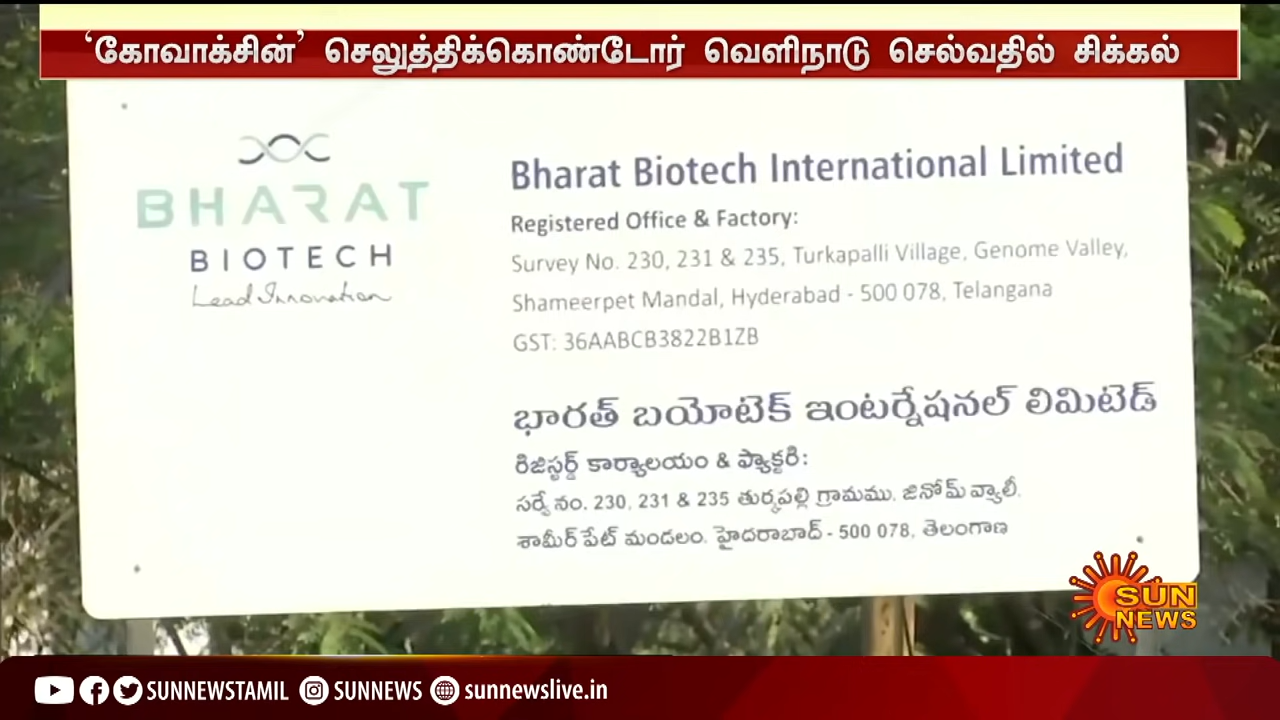 ‘கோவாக்சின்’ செலுத்திக்கொண்டோர் வெளிநாடு செல்வதில் சிக்கல்
BHARAT
BIOTECH
Lead Innovation
Bharat Biotech International Limited
Registered Office & Factory:
Survey No. 230, 231 & 235, Turkapalli Village, Genome Valley,
Shameerpet Mandal, Hyderabad - 500 078, Telangana
GST: 36AABCB3822B1ZB
భారత్ బయోటెక్ ఇంటర్నేషనల్ లిమిటెడ్
రిజిస్టర్డ్ కార్యాలయం & ఫ్యాక్టరి:
సర్వే నం. 230, 231 & 235 తుర్కపల్లి గ్రామము, జినోమ్ వ్యాలీ,
శామీర్ పేట్ మండలం, హైదరాబాద్ - 500 078, తెలంగాణ
SUN
NEWS
SUNNEWSTAMIL SUNNEWS sunnewslive.in